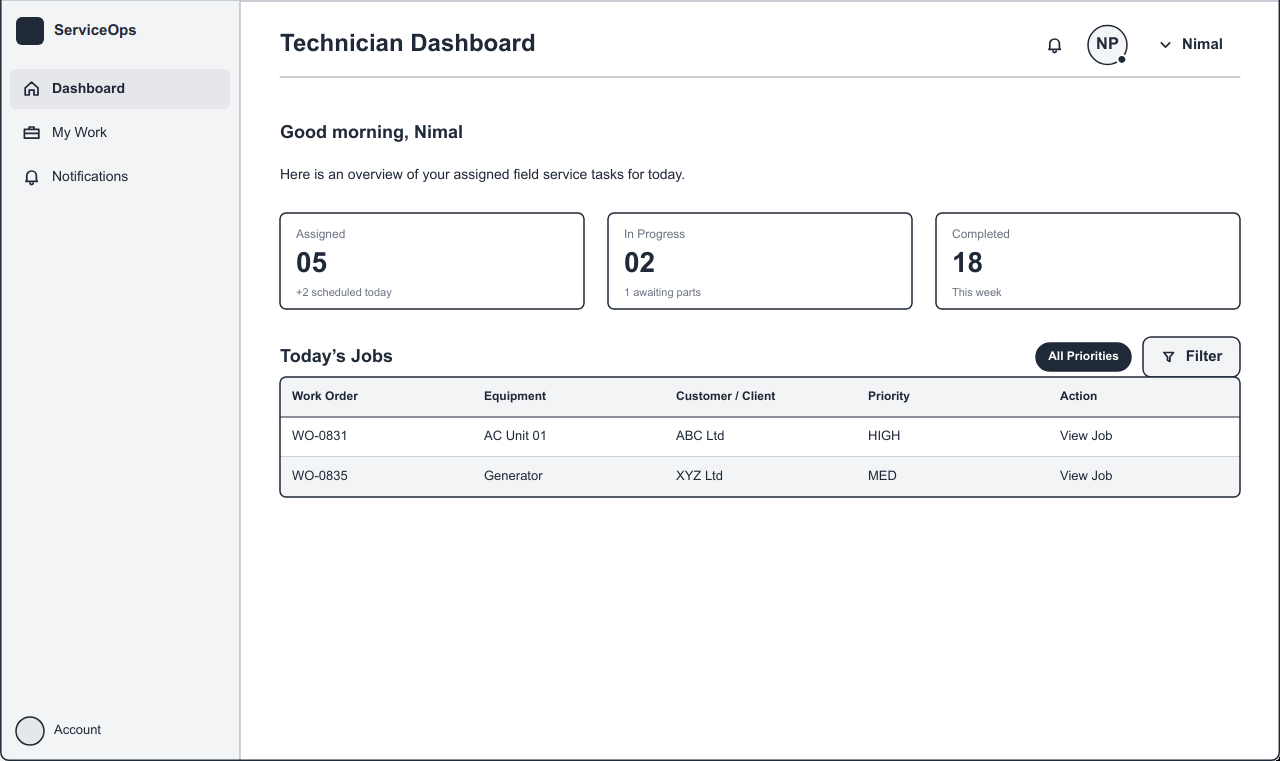 ServiceOps
Dashboard
My Work
Notifications
Account
Technician Dashboard
NP
Nimal
Good morning, Nimal
Here is an overview of your assigned field service tasks for today.
Assigned
05
+2 scheduled today
In Progress
02
1 awaiting parts
Completed
18
This week
Today’s Jobs
All Priorities
Filter
Work Order Equipment Customer / Client Priority Action
WO-0831 AC Unit 01 ABC Ltd HIGH View Job
WO-0835 Generator XYZ Ltd MED View Job